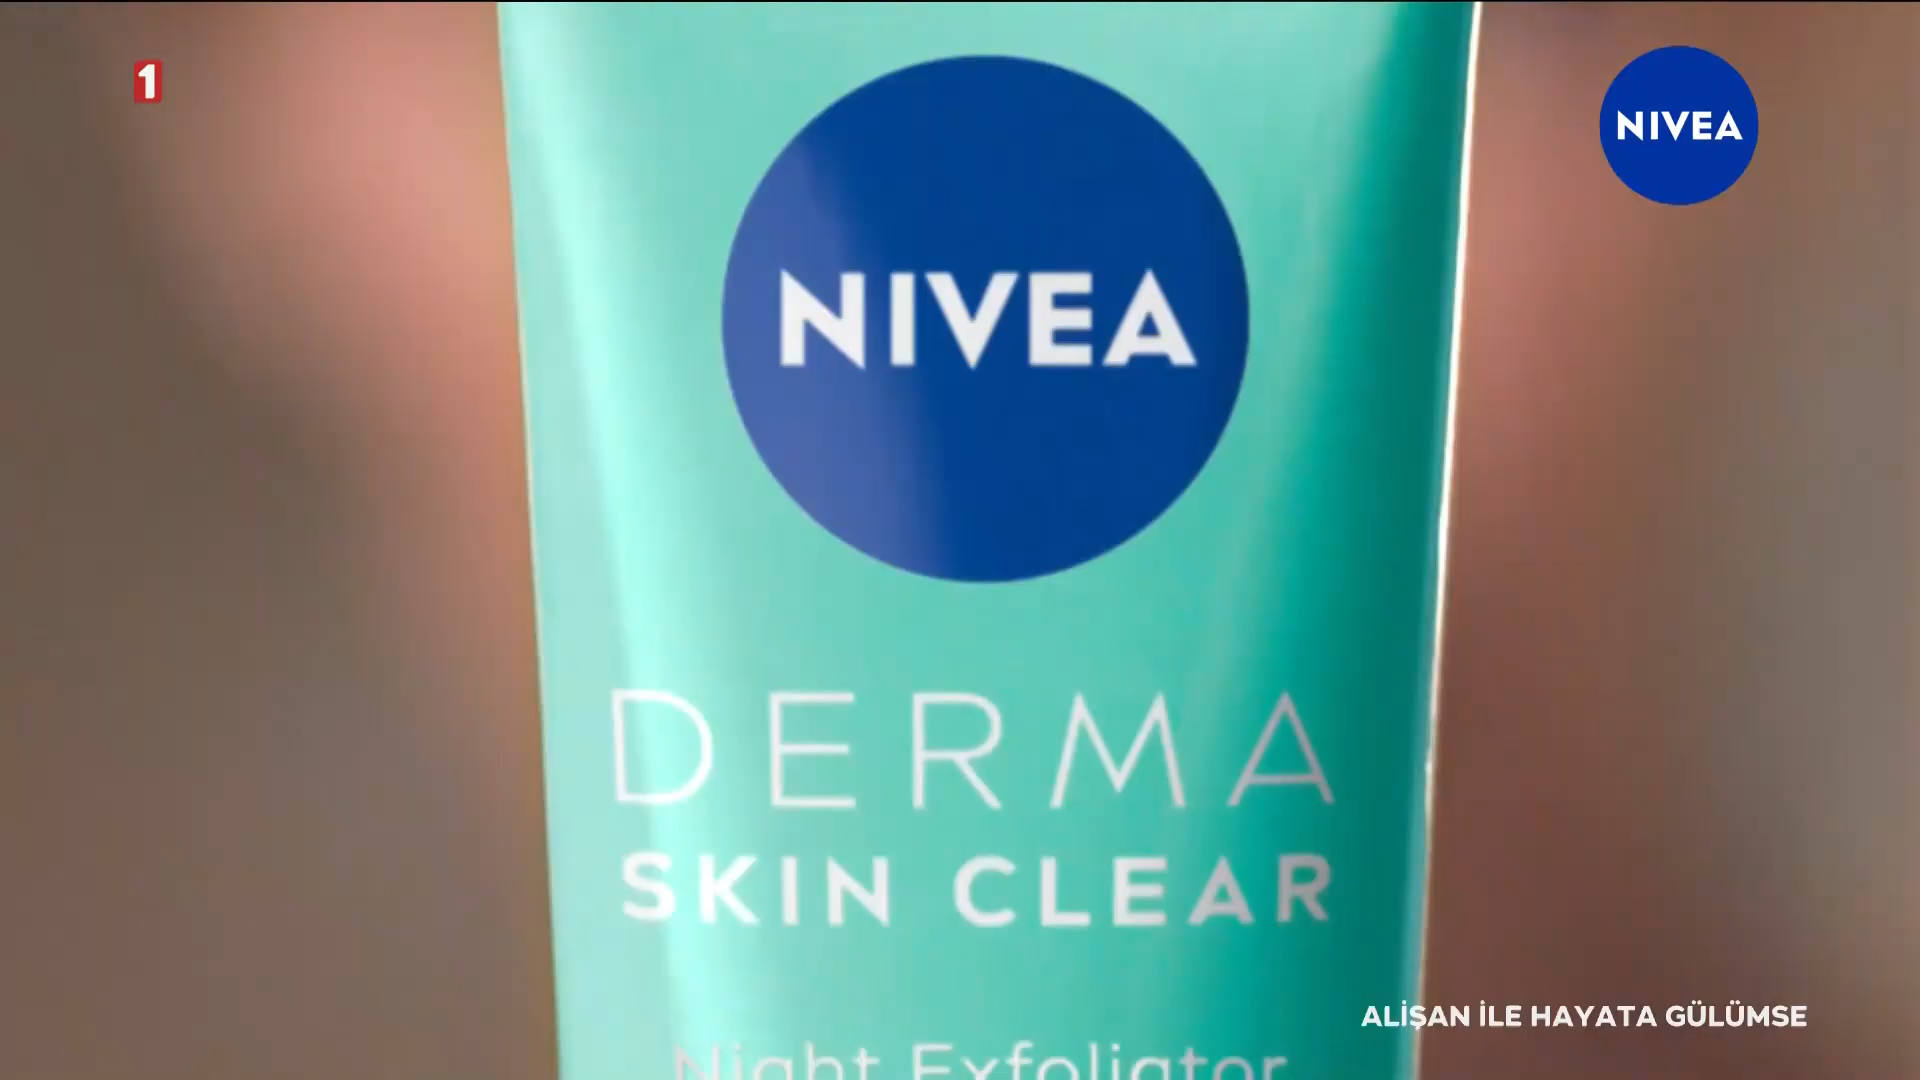 1
NIVEA
NIVEA
DERMA
SKIN CLEAR
Night Exfoliator
ALİŞAN İLE HAYATA GÜLÜMSE